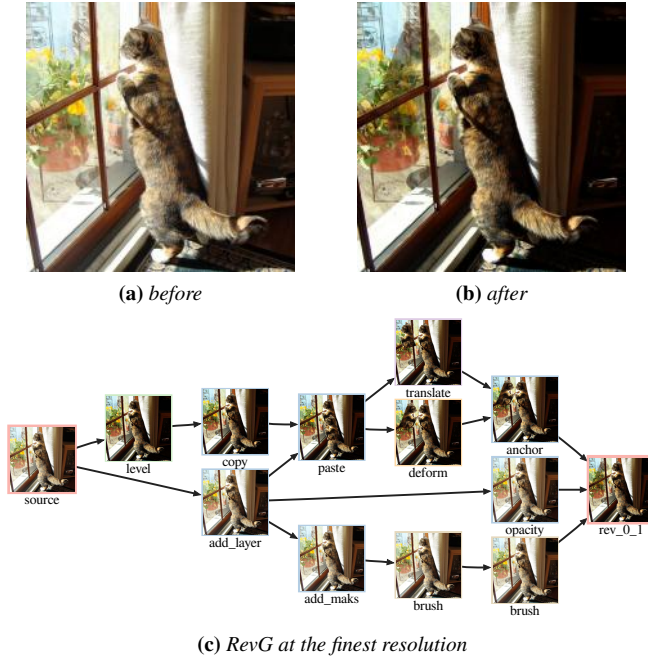 (a) before
(b) after
translate
level
copy
paste
deform
anchor
source
add_layer
opacity
rev_0_1
add_maks
brush
brush
(c) RevG at the finest resolution